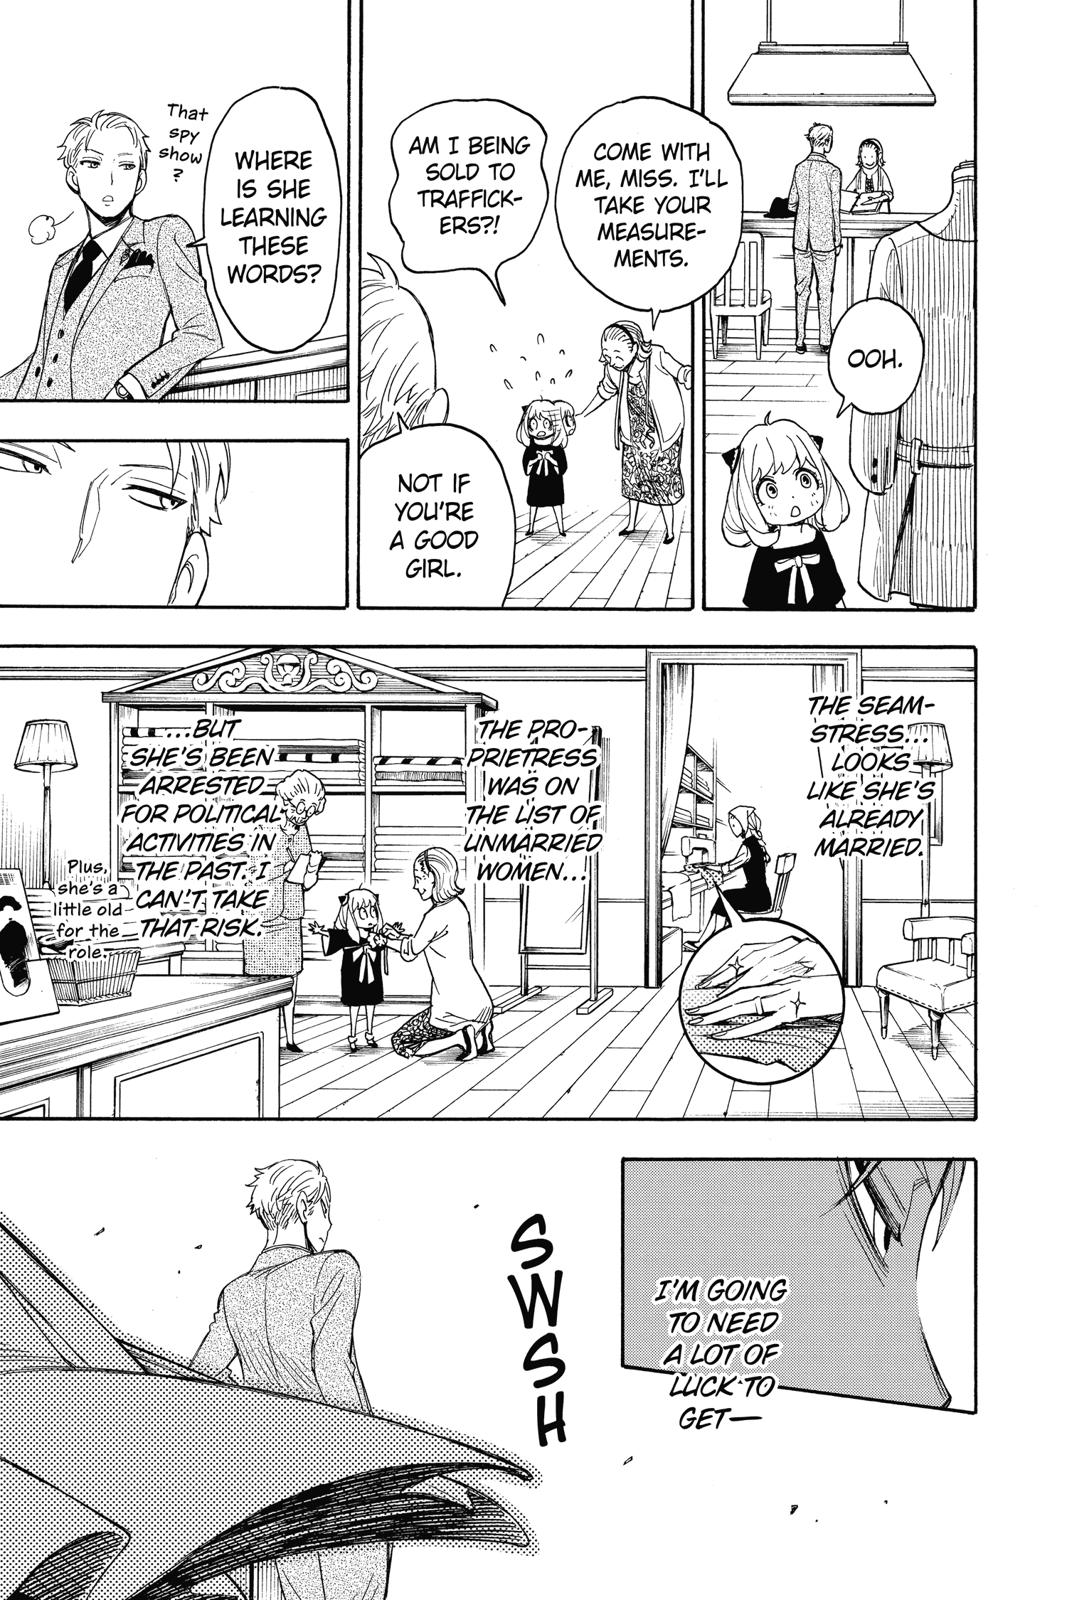 OOH.
COME WITH
ME, MISS. I'LL
TAKE YOUR
MEASURE-
MENTS.
AM I BEING
SOLD TO
TRAFFICK-
ERS?!
NOT IF
YOU'RE
A GOOD
GIRL.
WHERE
IS SHE
LEARNING
THESE
WORDS?
That
spy
show
?
THE SEAM-
STRESS...
LOOKS
LIKE SHE'S
ALREADY
MARRIED.
THE PRO-
PRIETRESS
WAS ON
THE LIST OF
UNMARRIED
WOMEN...
...BUT
SHE'S BEEN
ARRESTED
FOR POLITICAL
ACTIVITIES IN
THE PAST. I
CAN'T TAKE
THAT RISK.
Plus,
she's a
little old
for the
role.
I'M GOING
TO NEED
A LOT OF
LUCK TO
GET—
SWSH